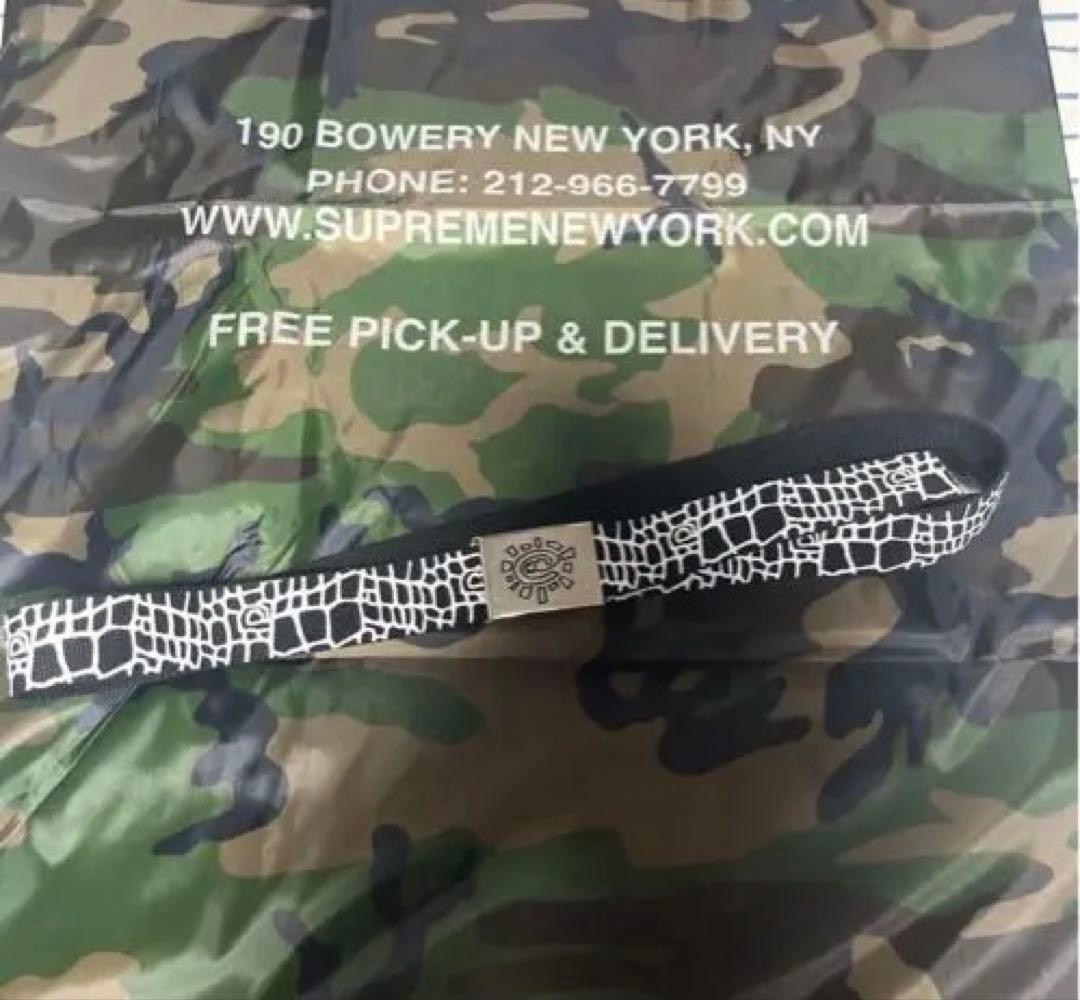 190 BOWERY NEW YORK, NY
PHONE: 212-966-7799
WWW.SUPREMENEWYORK.COM
FREE PICK-UP & DELIVERY